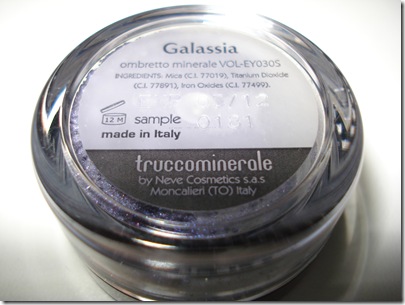 Galassia
ombretto minerale VOL-EY030S
INGREDIENTS: Mica (C.I. 77019), Titanium Dioxide
(C.I. 77891), Iron Oxides (C.I. 77499).
12 M
sample
made in Italy
truccominerale
by Neve Cosmetics s.a.s
Moncalieri (TO) Italy